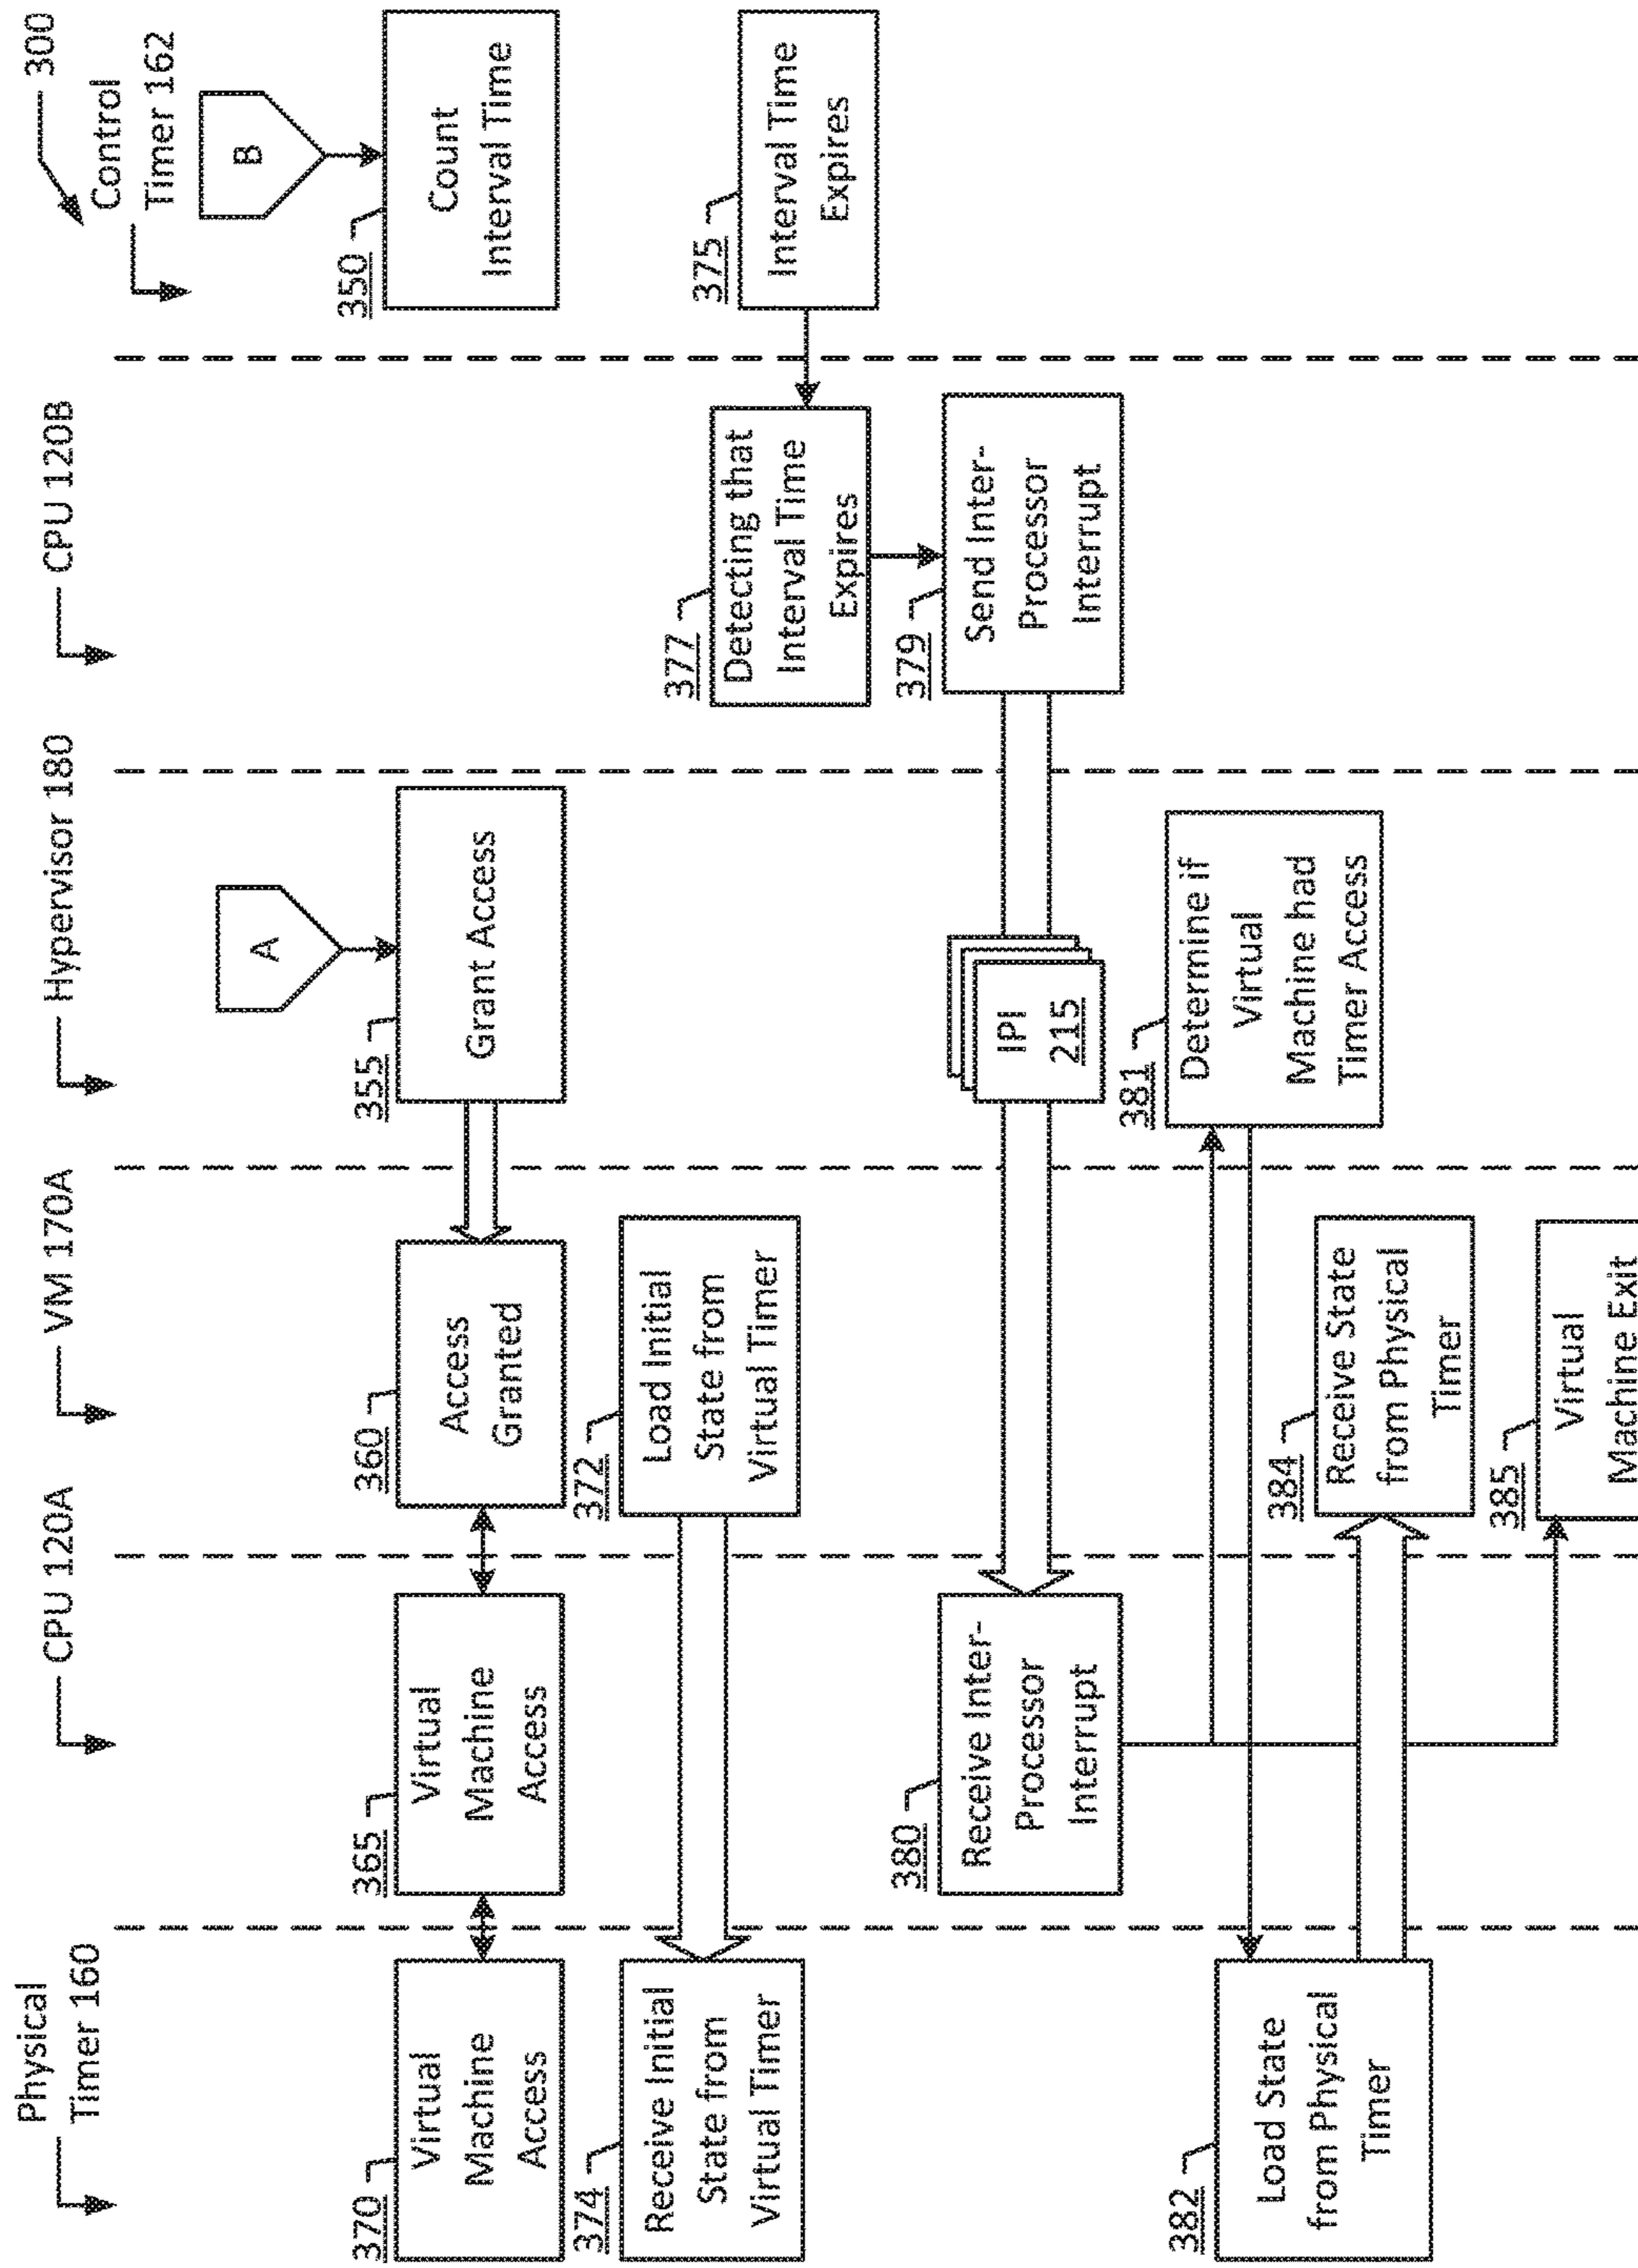 300
Physical
Timer 160
CPU 120A
VM 170A
Hypervisor 180
CPU 120B
Control
Timer 162
A
B
370
Virtual
Machine
Access
365
Virtual
Machine
Access
360
Access
Granted
355
Grant Access
350
Count
Interval Time
374
Receive Initial
State from
Virtual Timer
372
Load Initial
State from
Virtual Timer
377
Detecting that
Interval Time
Expires
375
Interval Time
Expires
380
Receive Inter-
Processor
Interrupt
IPI
215
379
Send Inter-
Processor
Interrupt
381
Determine if
Virtual
Machine had
Timer Access
382
Load State
from Physical
Timer
384
Receive State
from Physical
Timer
385
Virtual
Machine Exit